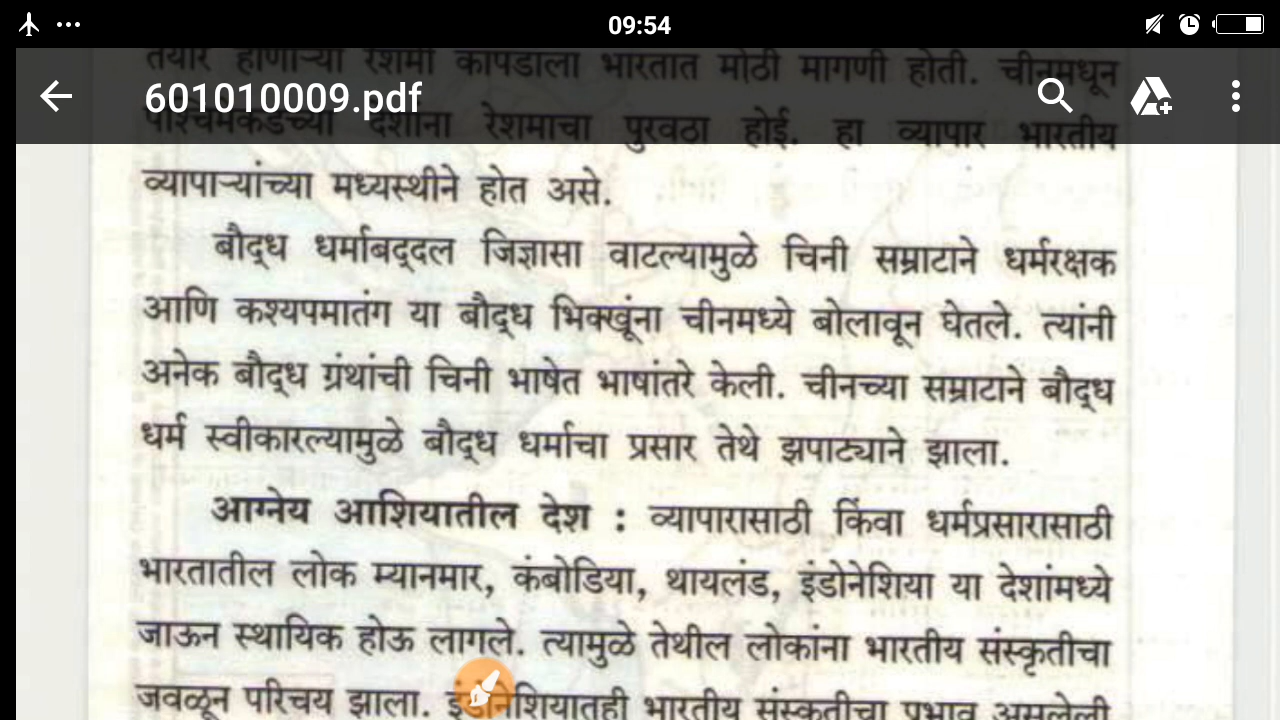 09:54
तयार होणाऱ्या रेशमी कापडाला भारतात मोठी मागणी होती. चीनमधून
601010009.pdf
पश्चिमेकडच्या देशांना रेशमाचा पुरवठा होई. हा व्यापार भारतीय
व्यापाऱ्यांच्या मध्यस्थीने होत असे.
बौद्ध धर्माबद्दल जिज्ञासा वाटल्यामुळे चिनी सम्राटाने धर्मरक्षक
आणि कश्यपमातंग या बौद्ध भिक्खूंना चीनमध्ये बोलावून घेतले. त्यांनी
अनेक बौद्ध ग्रंथांची चिनी भाषेत भाषांतरे केली. चीनच्या सम्राटाने बौद्ध
धर्म स्वीकारल्यामुळे बौद्ध धर्माचा प्रसार तेथे झपाट्याने झाला.
आग्नेय आशियातील देश : व्यापारासाठी किंवा धर्मप्रसारासाठी
भारतातील लोक म्यानमार, कंबोडिया, थायलंड, इंडोनेशिया या देशांमध्ये
जाऊन स्थायिक होऊ लागले. त्यामुळे तेथील लोकांना भारतीय संस्कृतीचा
जवळून परिचय झाला. इंडोनेशियातही भारतीय संस्कृतीचा प्रभाव असलेली